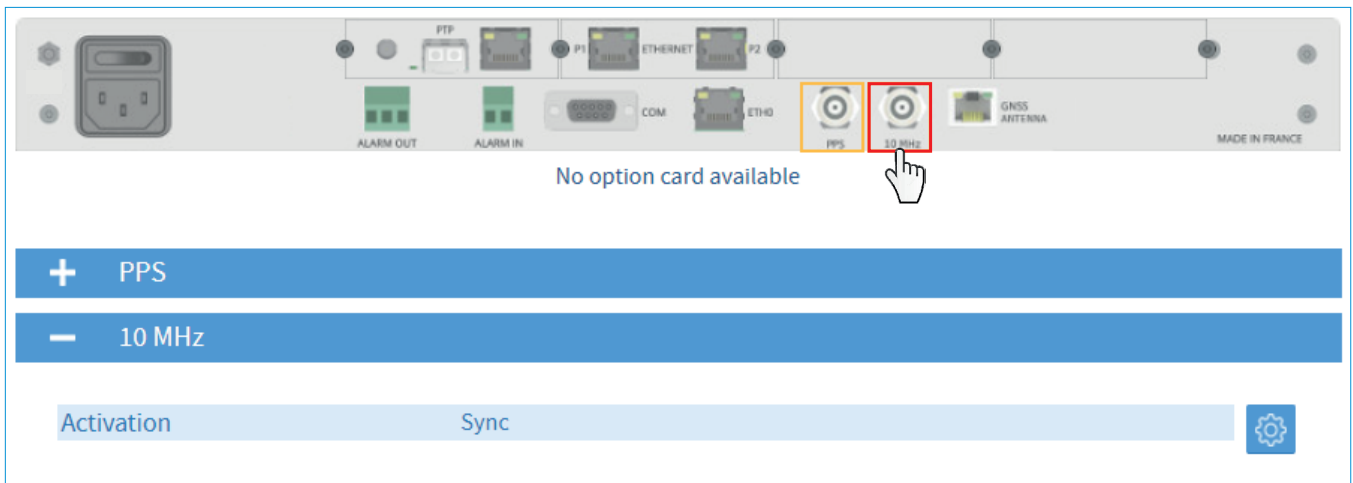 PTP
P1 ETHERNET P2
COM ETH0 GNSS
ANTENNA
ALARM OUT ALARM IN PPS 10 MHz MADE IN FRANCE
No option card available
PPS
10 MHz
Activation Sync